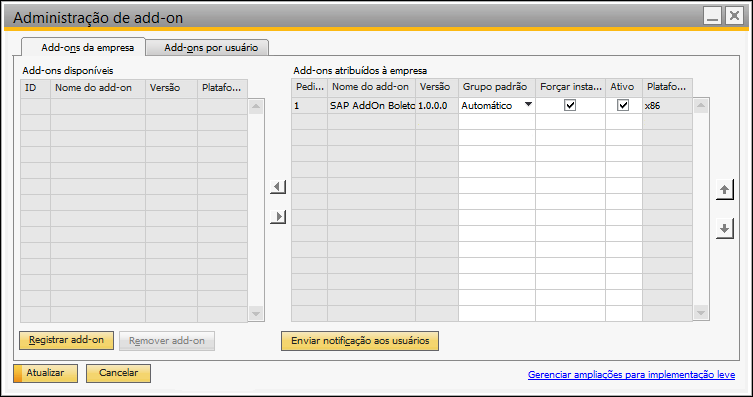 Administração de add-on
Add-ons da empresa
Add-ons por usuário
Add-ons disponíveis
ID Nome do add-on Versão Platafo...
Add-ons atribuídos à empresa
Pedi... Nome do add-on Versão Grupo padrão Forçar insta... Ativo Platafo...
1 SAP AddOn Boleto 1.0.0.0 Automático x86
Registrar add-on
Remover add-on
Enviar notificação aos usuários
Atualizar
Cancelar
Gerenciar ampliações para implementação leve